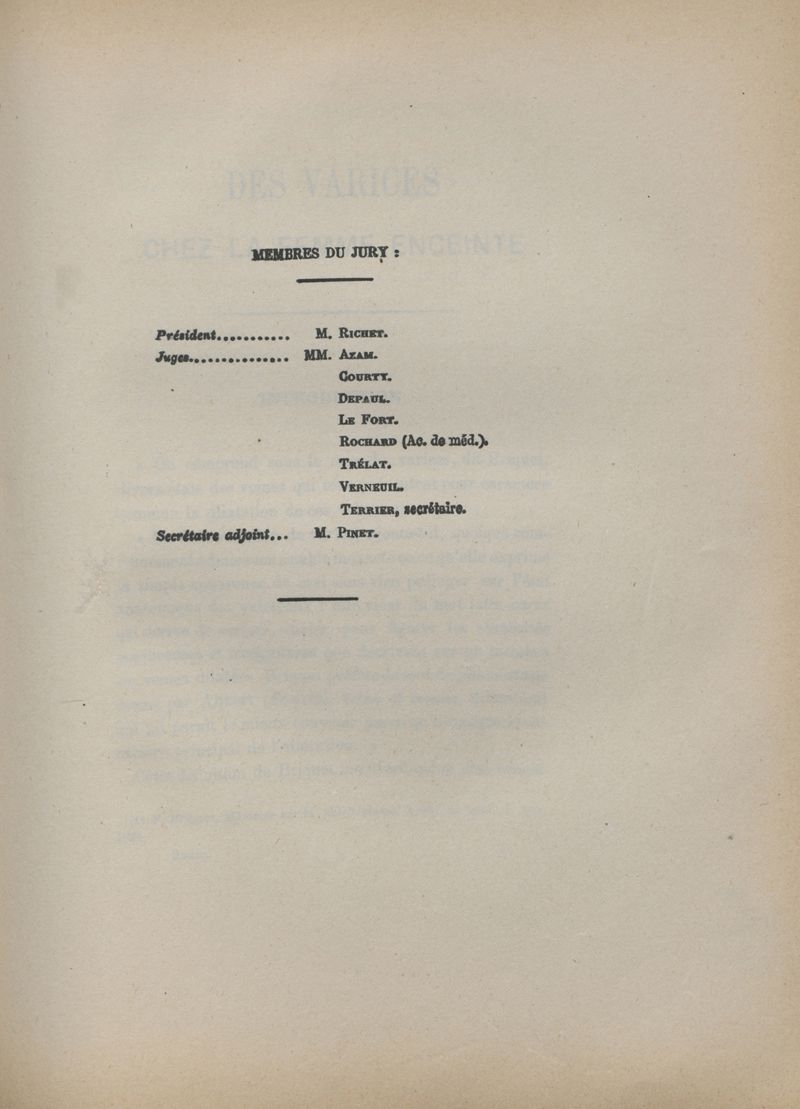 MEMBRES DU JURY :
Président........... M. RICHET.
Juges............... MM. AZAM.
COURTY.
DEPAUL.
LE FORT.
ROCHARD (Ac. de méd.).
TRÉLAT.
VERNEUIL.
TERRIER, secrétaire.
Secrétaire adjoint... M. PINET.